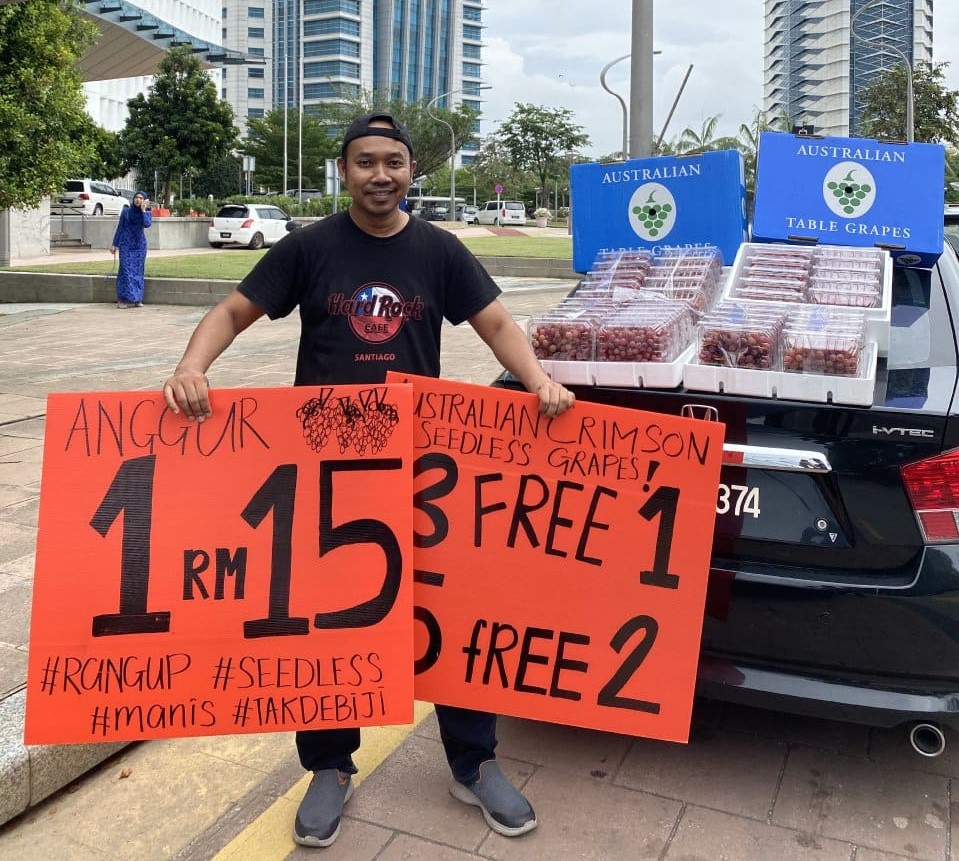 AUSTRALIAN
TABLE GRAPES
AUSTRALIAN
TABLE GRAPES
Hard Rock
CAFE
SANTIAGO
ANGGUR
1 RM 15
#RANGUP #SEEDLESS
#manis #TAKDEBIJI
AUSTRALIAN CRIMSON
SEEDLESS GRAPES!
3 FREE 1
5 fREE 2
i-VTEC
374